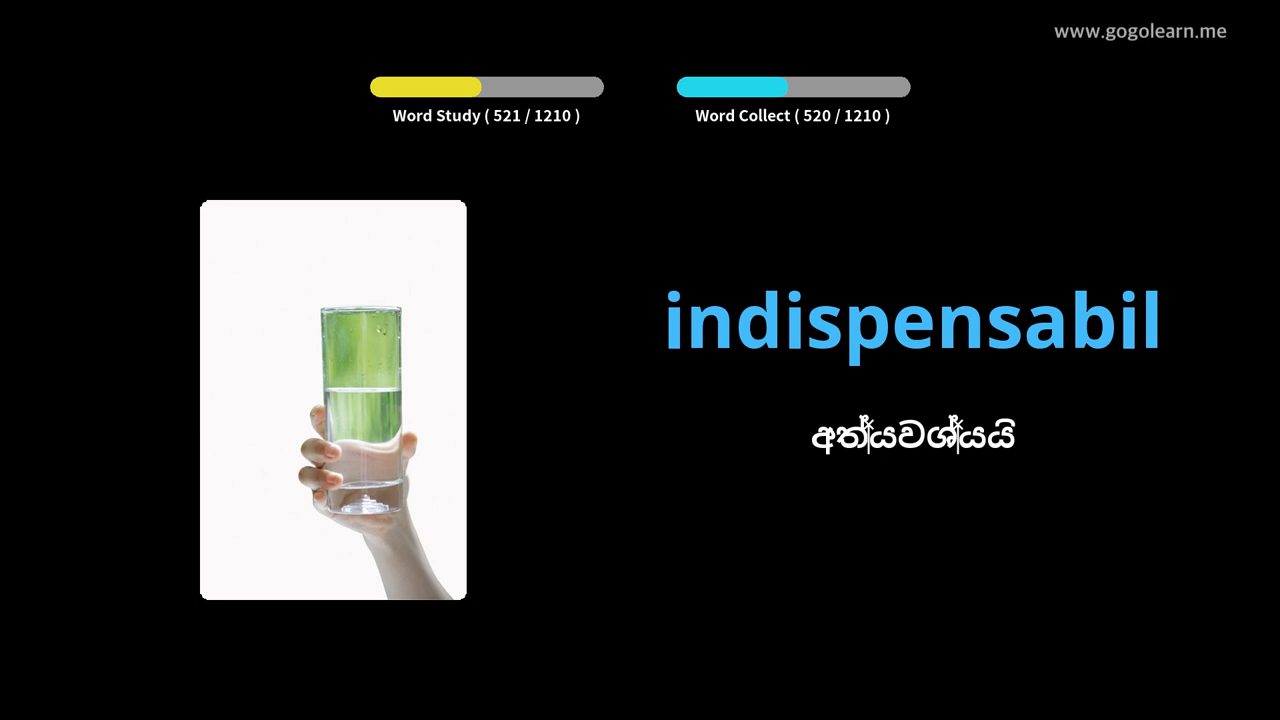 www.gogolearn.me
Word Study ( 521 / 1210 )
Word Collect ( 520 / 1210 )
indispensabil
අත්‍යවශ්‍යයි